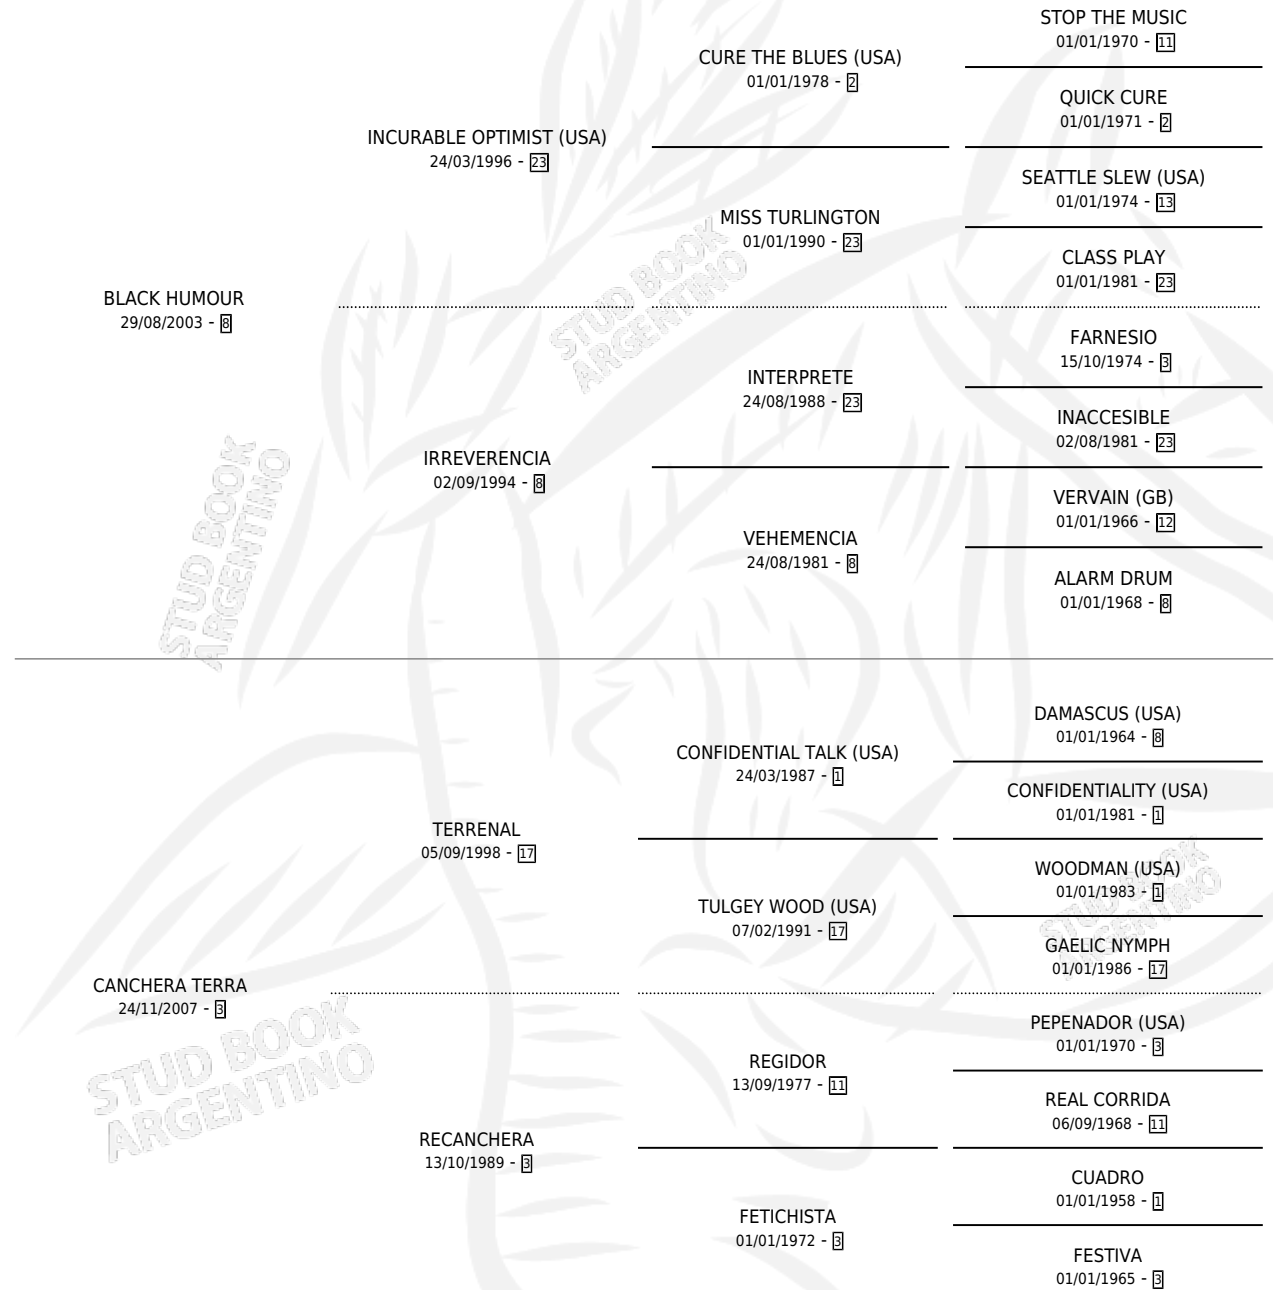 STOP THE MUSIC
01/01/1970 - 11
CURE THE BLUES (USA)
01/01/1978 - 2
QUICK CURE
01/01/1971 - 2
INCURABLE OPTIMIST (USA)
24/03/1996 - 23
SEATTLE SLEW (USA)
01/01/1974 - 13
MISS TURLINGTON
01/01/1990 - 23
CLASS PLAY
01/01/1981 - 23
BLACK HUMOUR
29/08/2003 - 8
STUD BOOK
ARGENTINO
FARNESIO
15/10/1974 - 3
INTERPRETE
24/08/1988 - 23
INACCESIBLE
02/08/1981 - 23
IRREVERENCIA
02/09/1994 - 8
VERVAIN (GB)
01/01/1966 - 12
VEHEMENCIA
24/08/1981 - 8
ALARM DRUM
01/01/1968 - 8
STUD BOOK
ARGENTINO
DAMASCUS (USA)
01/01/1964 - 8
CONFIDENTIAL TALK (USA)
24/03/1987 - 1
CONFIDENTIALITY (USA)
01/01/1981 - 1
TERRENAL
05/09/1998 - 17
WOODMAN (USA)
01/01/1983 - 1
TULGEY WOOD (USA)
07/02/1991 - 17
GAELIC NYMPH
01/01/1986 - 17
STUD BOOK
ARGENTINO
CANCHERA TERRA
24/11/2007 - 3
PEPENADOR (USA)
01/01/1970 - 3
REGIDOR
13/09/1977 - 11
REAL CORRIDA
06/09/1968 - 11
STUD BOOK
ARGENTINO
RECANCHERA
13/10/1989 - 3
CUADRO
01/01/1958 - 1
FETICHISTA
01/01/1972 - 3
FESTIVA
01/01/1965 - 3